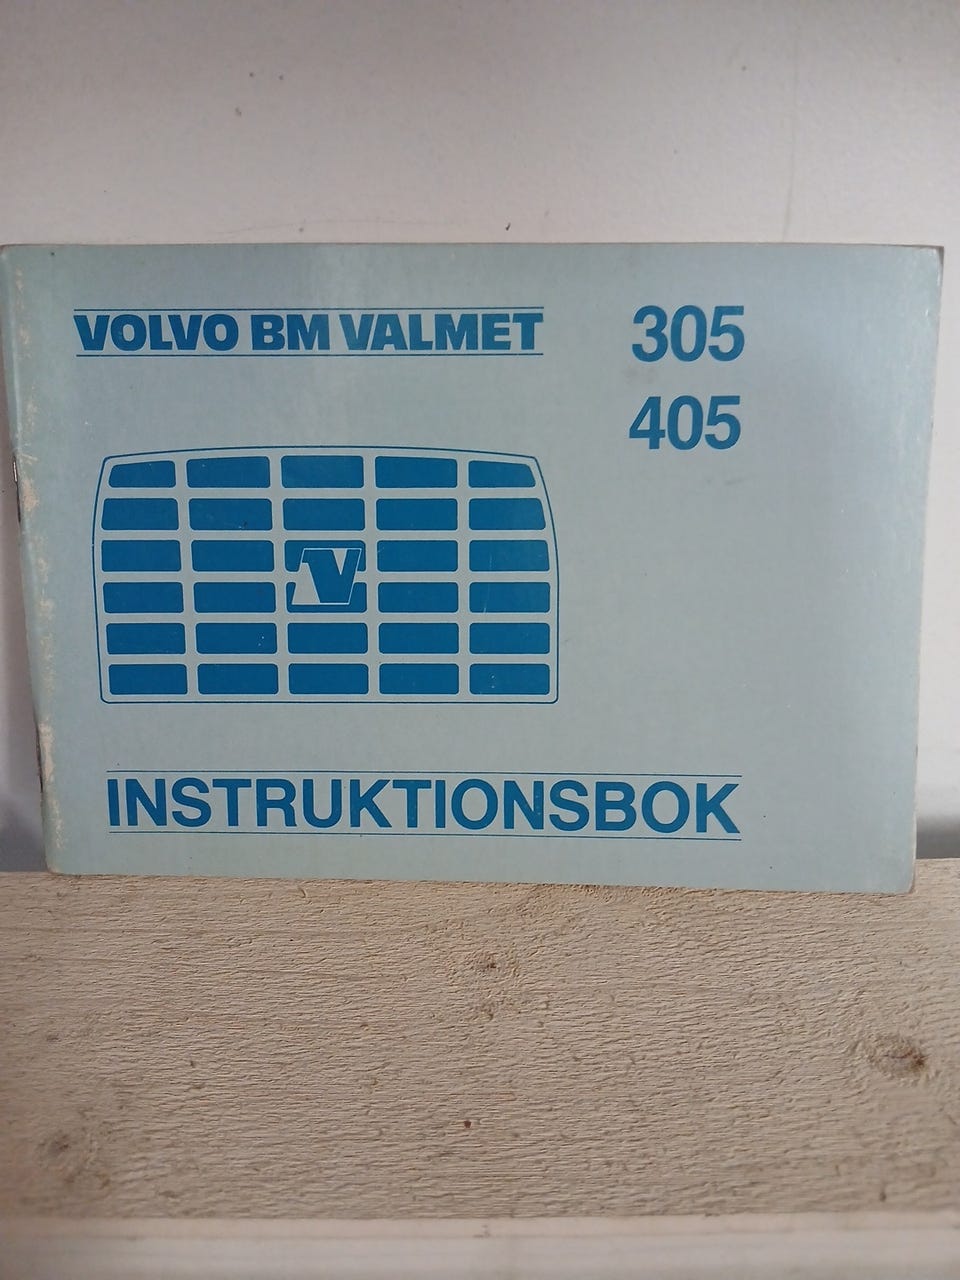 VOLVO BM VALMET
305
405
V
INSTRUKTIONSBOK